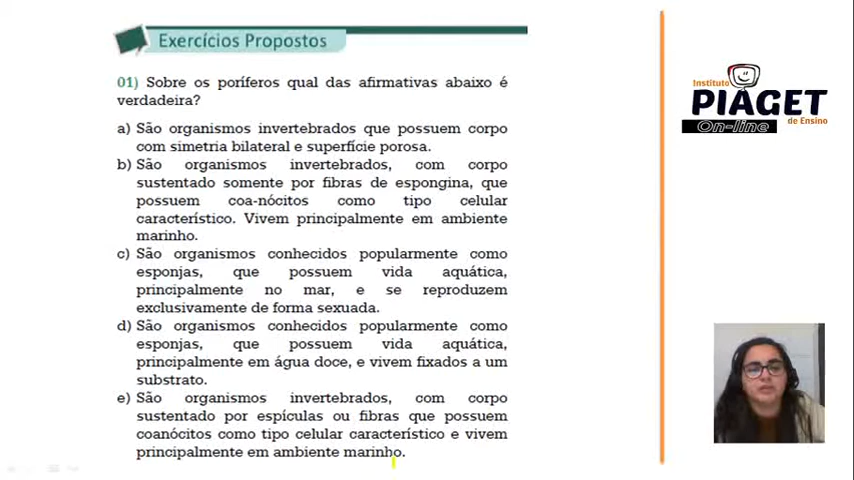 Exercícios Propostos
01) Sobre os poríferos qual das afirmativas abaixo é
verdadeira?
a) São organismos invertebrados que possuem corpo
com simetria bilateral e superfície porosa.
b) São organismos invertebrados, com corpo
sustentado somente por fibras de espongina, que
possuem coa-nócitos como tipo celular
característico. Vivem principalmente em ambiente
marinho.
c) São organismos conhecidos popularmente como
esponjas, que possuem vida aquática,
principalmente no mar, e se reproduzem
exclusivamente de forma sexuada.
d) São organismos conhecidos popularmente como
esponjas, que possuem vida aquática,
principalmente em água doce, e vivem fixados a um
substrato.
e) São organismos invertebrados, com corpo
sustentado por espículas ou fibras que possuem
coanócitos como tipo celular característico e vivem
principalmente em ambiente marinho.
Instituto
PIAGET
de Ensino
On-line